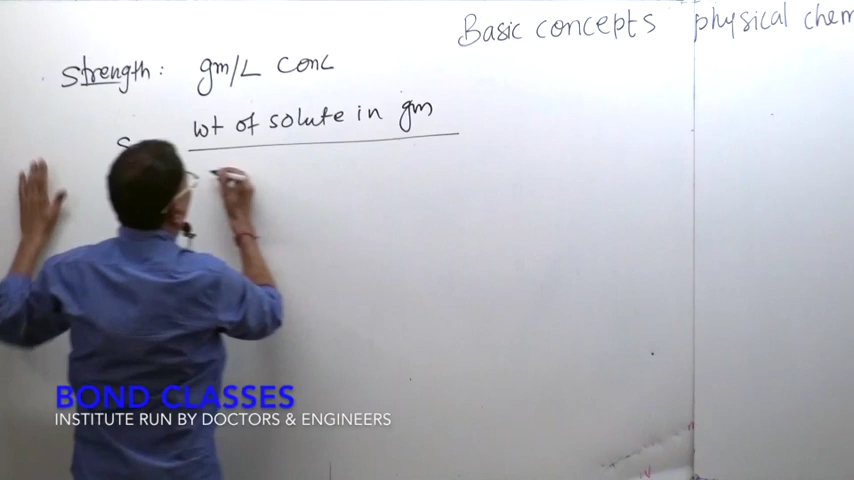 Basic concepts physical chem
Strength : gm/L conc
wt of solute in gm
S
BOND CLASSES
INSTITUTE RUN BY DOCTORS & ENGINEERS